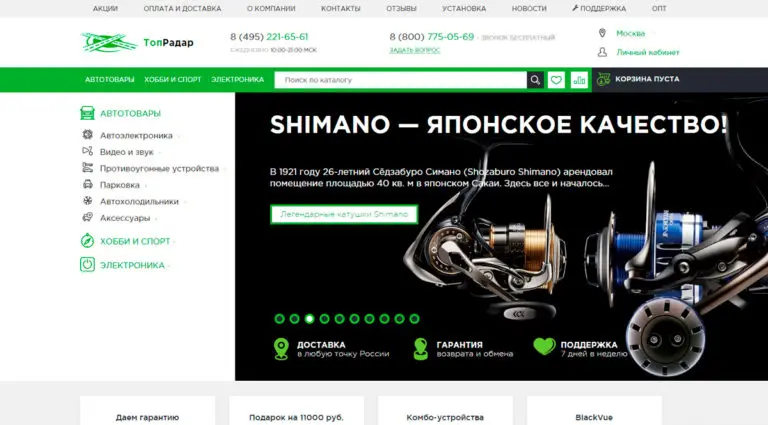 АКЦИИ ОПЛАТА И ДОСТАВКА О КОМПАНИИ КОНТАКТЫ ОТЗЫВЫ УСТАНОВКА НОВОСТИ ПОДДЕРЖКА ОПТ
ТопРадар
8 (495) 221-65-61
ЕЖЕДНЕВНО 10:00-21:00 МСК
8 (800) 775-05-69 - ЗВОНОК БЕСПЛАТНЫЙ
ЗАДАТЬ ВОПРОС
Москва
Личный кабинет
АВТОТОВАРЫ ХОББИ И СПОРТ ЭЛЕКТРОНИКА Поиск по каталогу КОРЗИНА ПУСТА
АВТОТОВАРЫ
Автоэлектроника
Видео и звук
Противоугонные устройства
Парковка
Автохолодильники
Аксессуары
ХОББИ И СПОРТ
ЭЛЕКТРОНИКА
SHIMANO — ЯПОНСКОЕ КАЧЕСТВО!
В 1921 году 26-летний Сёдзабуро Симано (Shozaburo Shimano) арендовал
помещение площадью 40 кв. м в японском Сакаи. Здесь все и началось...
Легендарные катушки Shimano
ДОСТАВКА
в любую точку России
ГАРАНТИЯ
возврата и обмена
ПОДДЕРЖКА
7 дней в неделю
Даем гарантию
Подарок на 11000 руб.
Комбо-устройства
BlackVue